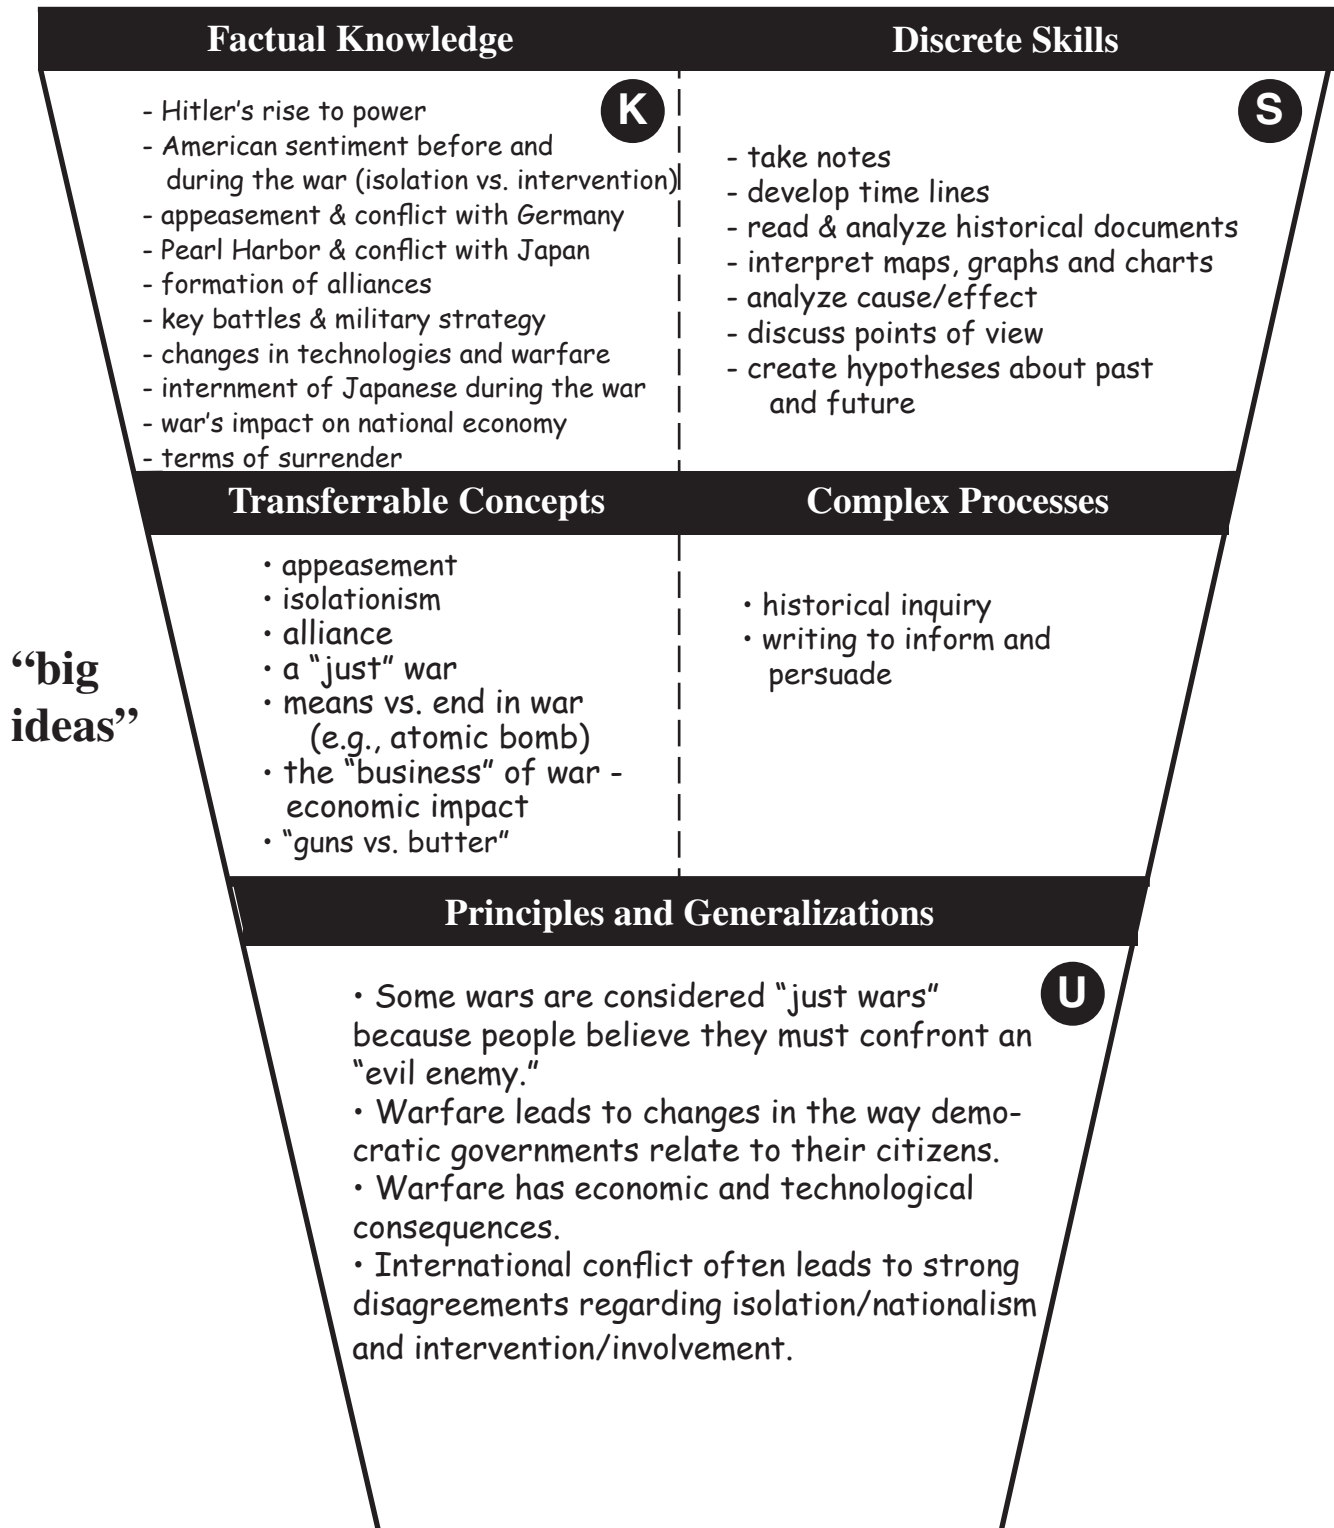 Factual Knowledge
Discrete Skills
K
- Hitler's rise to power
- American sentiment before and
during the war (isolation vs. intervention)
- appeasement & conflict with Germany
- Pearl Harbor & conflict with Japan
- formation of alliances
- key battles & military strategy
- changes in technologies and warfare
- internment of Japanese during the war
- war's impact on national economy
- terms of surrender
S
- take notes
- develop time lines
- read & analyze historical documents
- interpret maps, graphs and charts
- analyze cause/effect
- discuss points of view
- create hypotheses about past
and future
Transferrable Concepts
Complex Processes
"big
ideas"
• appeasement
• isolationism
• alliance
• a "just" war
• means vs. end in war
(e.g., atomic bomb)
• the "business" of war -
economic impact
• "guns vs. butter"
• historical inquiry
• writing to inform and
persuade
Principles and Generalizations
U
• Some wars are considered "just wars"
because people believe they must confront an
"evil enemy."
• Warfare leads to changes in the way demo-
cratic governments relate to their citizens.
• Warfare has economic and technological
consequences.
• International conflict often leads to strong
disagreements regarding isolation/nationalism
and intervention/involvement.